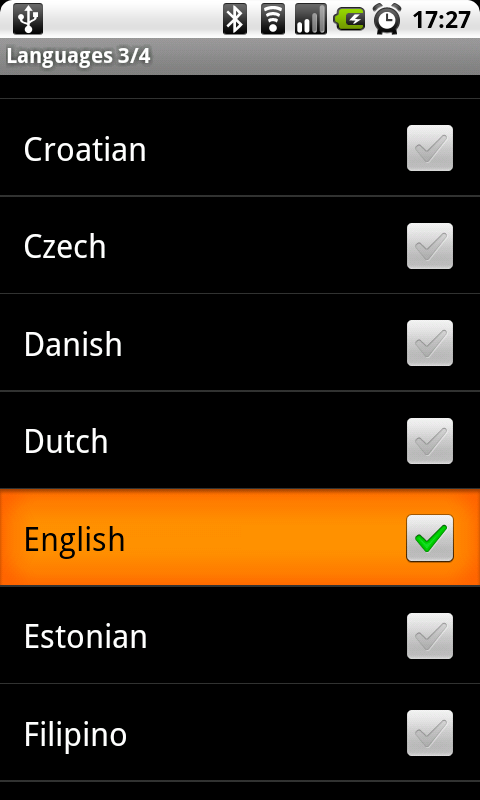 17:27
Languages 3/4
Croatian
Czech
Danish
Dutch
English
Estonian
Filipino